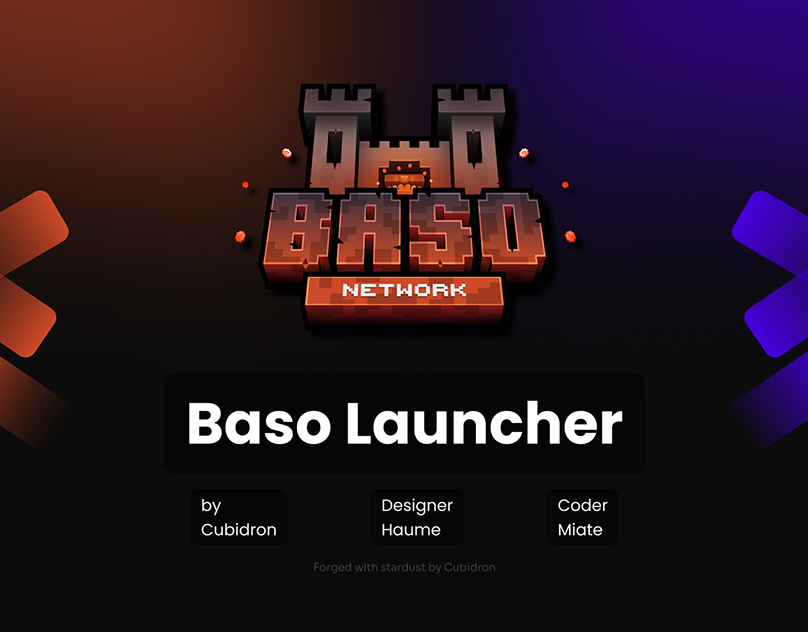 BASO
NETWORK
Baso Launcher
by
Cubidron
Designer
Haume
Coder
Miate
Forged with stardust by Cubidron